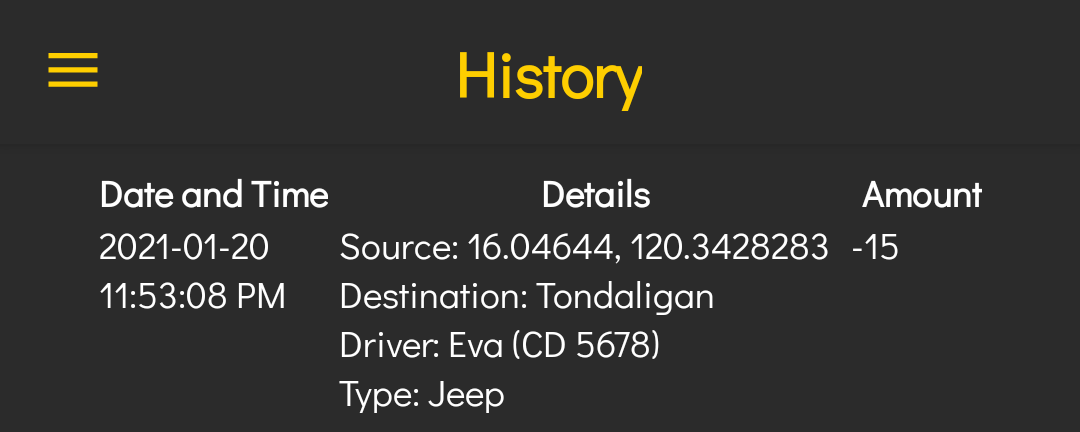 History
Date and Time Details Amount
2021-01-20 Source: 16.04644, 120.3428283 -15
11:53:08 PM Destination: Tondaligan
Driver: Eva (CD 5678)
Type: Jeep